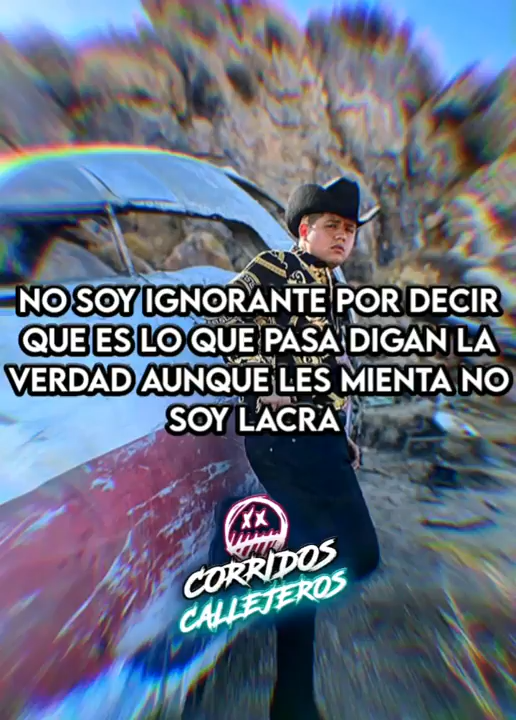 NO SOY IGNORANTE POR DECIR
QUE ES LO QUE PASA DIGAN LA
VERDAD AUNQUE LES MIENTA NO
SOY LACRA
XX
CORRIDOS
CALLEJEROS